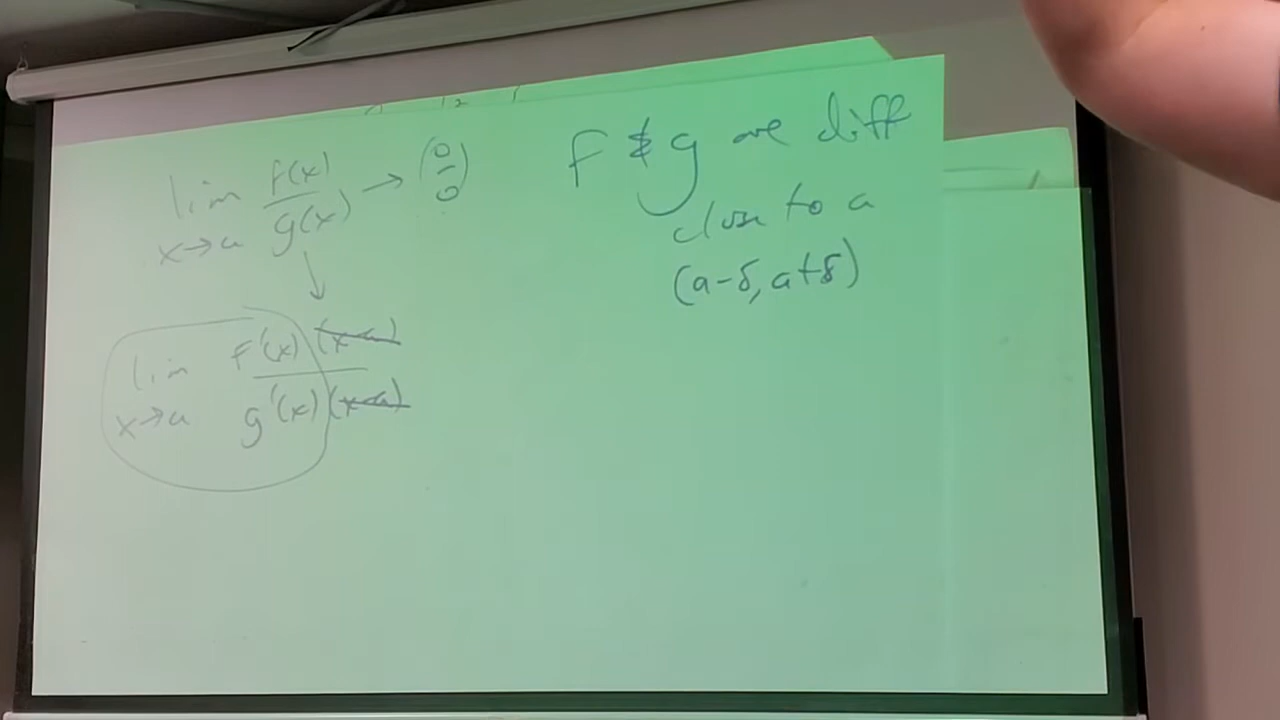 lim f(x)/g(x) → (0/0)
x→a
↓
lim f'(x)(x-a)
x→a g'(x)(x-a)
f & g are diff
close to a
(a-δ, a+δ)